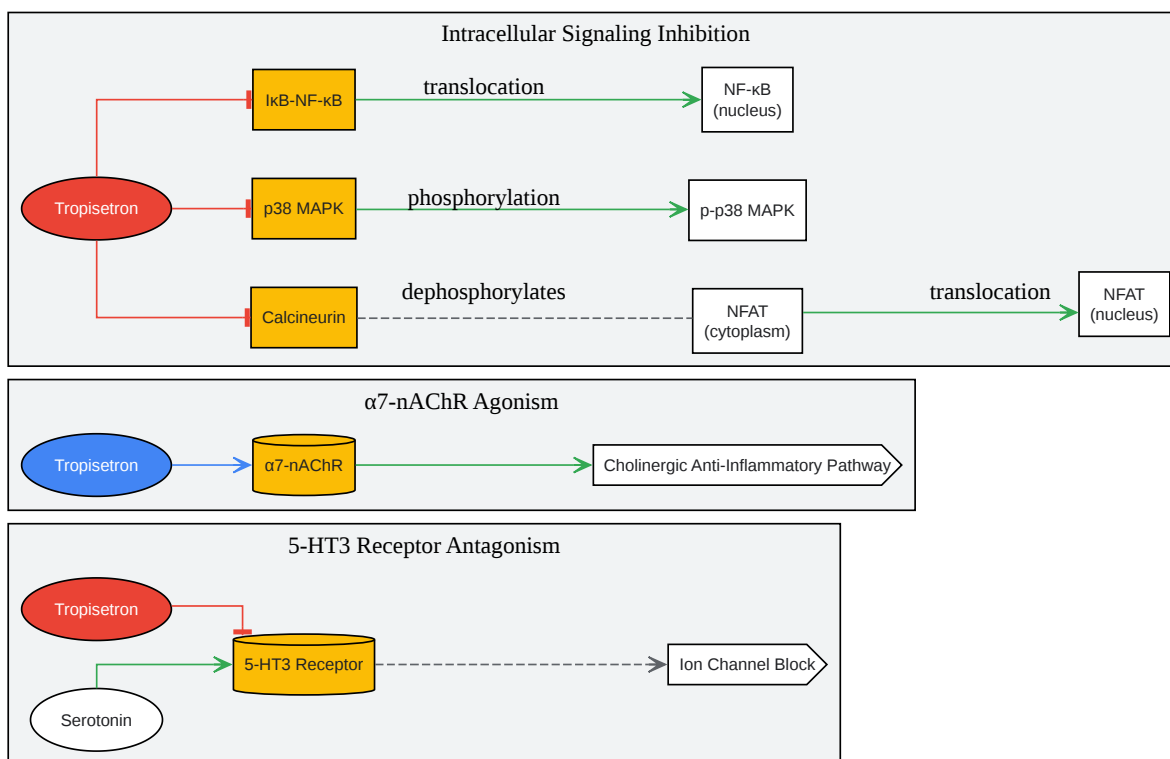 Intracellular Signaling Inhibition
translocation
IκB-NF-κB
NF-κB
(nucleus)
Tropisetron
phosphorylation
p38 MAPK
p-p38 MAPK
dephosphorylates
translocation
Calcineurin
NFAT
(cytoplasm)
NFAT
(nucleus)
α7-nAChR Agonism
Tropisetron
α7-nAChR
Cholinergic Anti-Inflammatory Pathway
5-HT3 Receptor Antagonism
Tropisetron
5-HT3 Receptor
Ion Channel Block
Serotonin